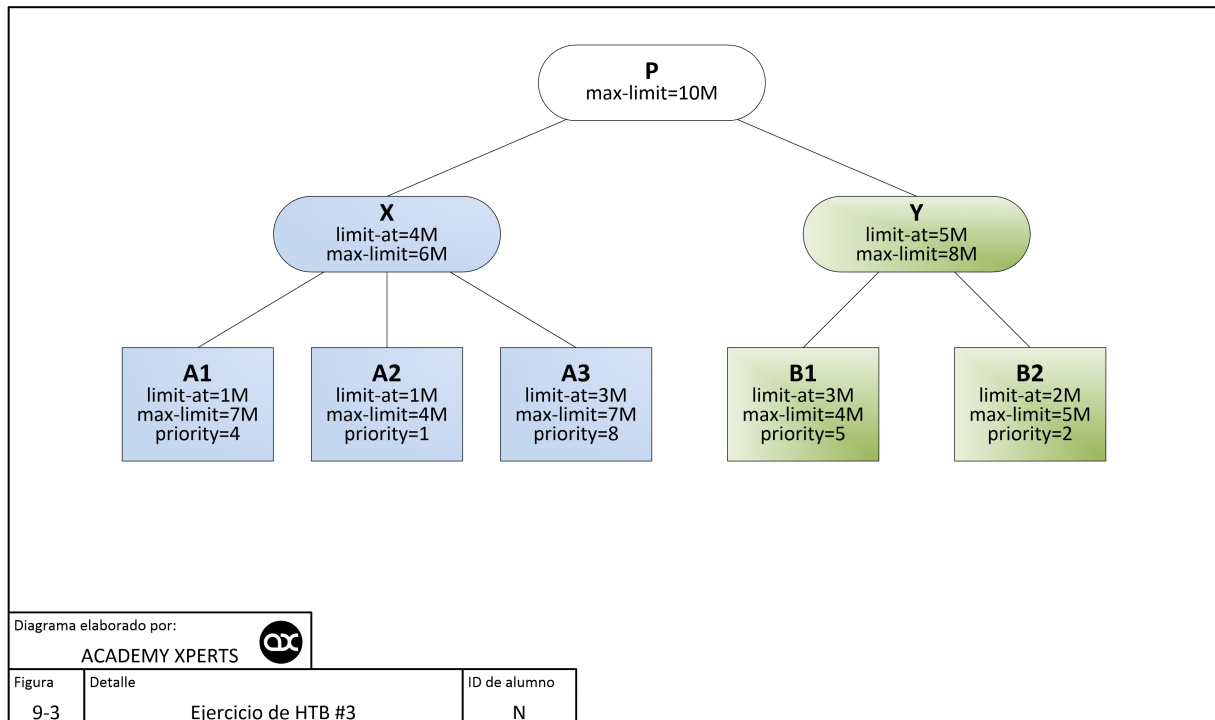 P
max-limit=10M
X
limit-at=4M
max-limit=6M
Y
limit-at=5M
max-limit=8M
A1
limit-at=1M
max-limit=7M
priority=4
A2
limit-at=1M
max-limit=4M
priority=1
A3
limit-at=3M
max-limit=7M
priority=8
B1
limit-at=3M
max-limit=4M
priority=5
B2
limit-at=2M
max-limit=5M
priority=2
Diagrama elaborado por:
ACADEMY XPERTS
ax
Figura
9-3
Detalle
Ejercicio de HTB #3
ID de alumno
N